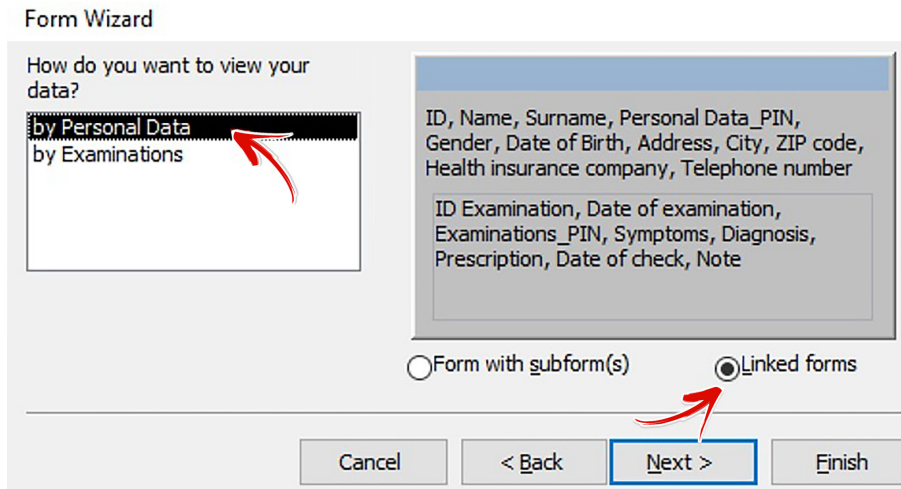 Form Wizard
How do you want to view your
data?
by Personal Data
by Examinations
ID, Name, Surname, Personal Data_PIN,
Gender, Date of Birth, Address, City, ZIP code,
Health insurance company, Telephone number
ID Examination, Date of examination,
Examinations_PIN, Symptoms, Diagnosis,
Prescription, Date of check, Note
Form with subform(s)
Linked forms
Cancel
< Back
Next >
Finish